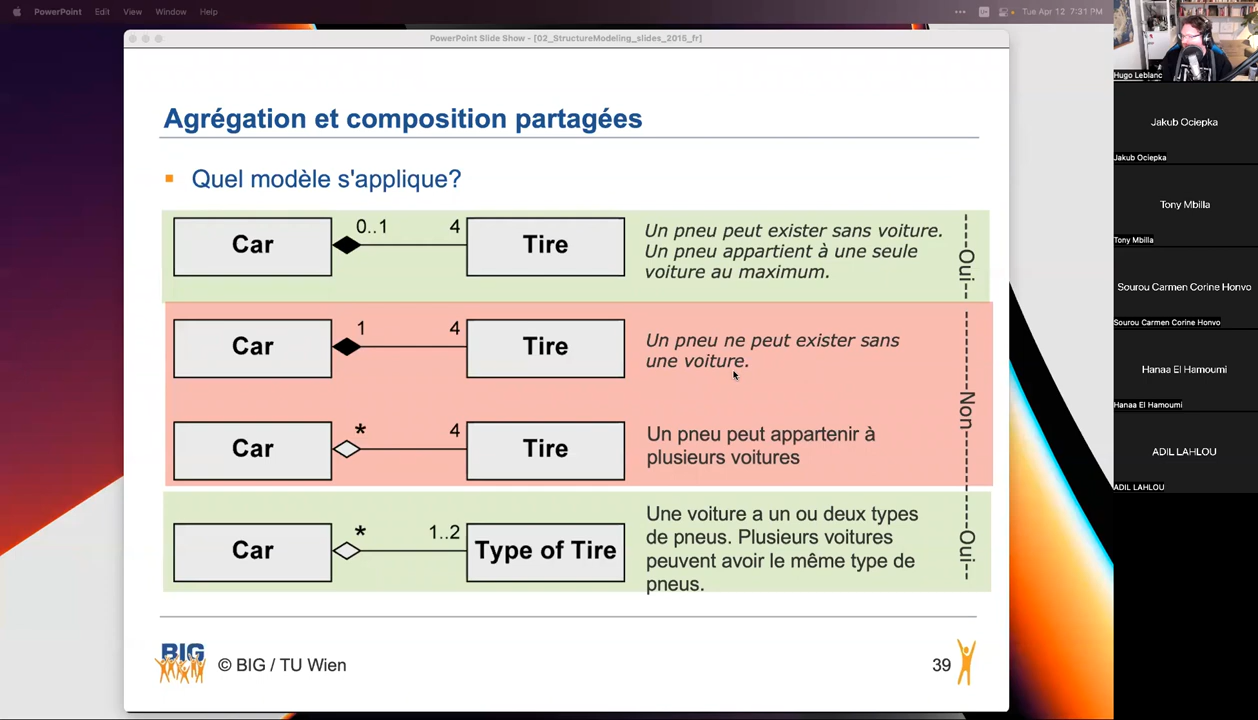 PowerPoint Edit View Window Help
Tue Apr 12 7:31 PM
PowerPoint Slide Show - [02_StructureModeling_slides_2015_fr]
Agrégation et composition partagées
Quel modèle s'applique?
Car
0..1
4
Tire
Un pneu peut exister sans voiture.
Un pneu appartient à une seule
voiture au maximum.
Oui
Car
1
4
Tire
Un pneu ne peut exister sans
une voiture.
Non
Car
*
4
Tire
Un pneu peut appartenir à
plusieurs voitures
Car
*
1..2
Type of Tire
Une voiture a un ou deux types
de pneus. Plusieurs voitures
peuvent avoir le même type de
pneus.
Oui
BIG
© BIG / TU Wien
39
Hugo Leblanc
Jakub Ociepka
Jakub Ociepka
Tony Mbilla
Tony Mbilla
Sourou Carmen Corine Honvo
Sourou Carmen Corine Honvo
Hanaa El Hamoumi
Hanaa El Hamoumi
ADIL LAHLOU
ADIL LAHLOU